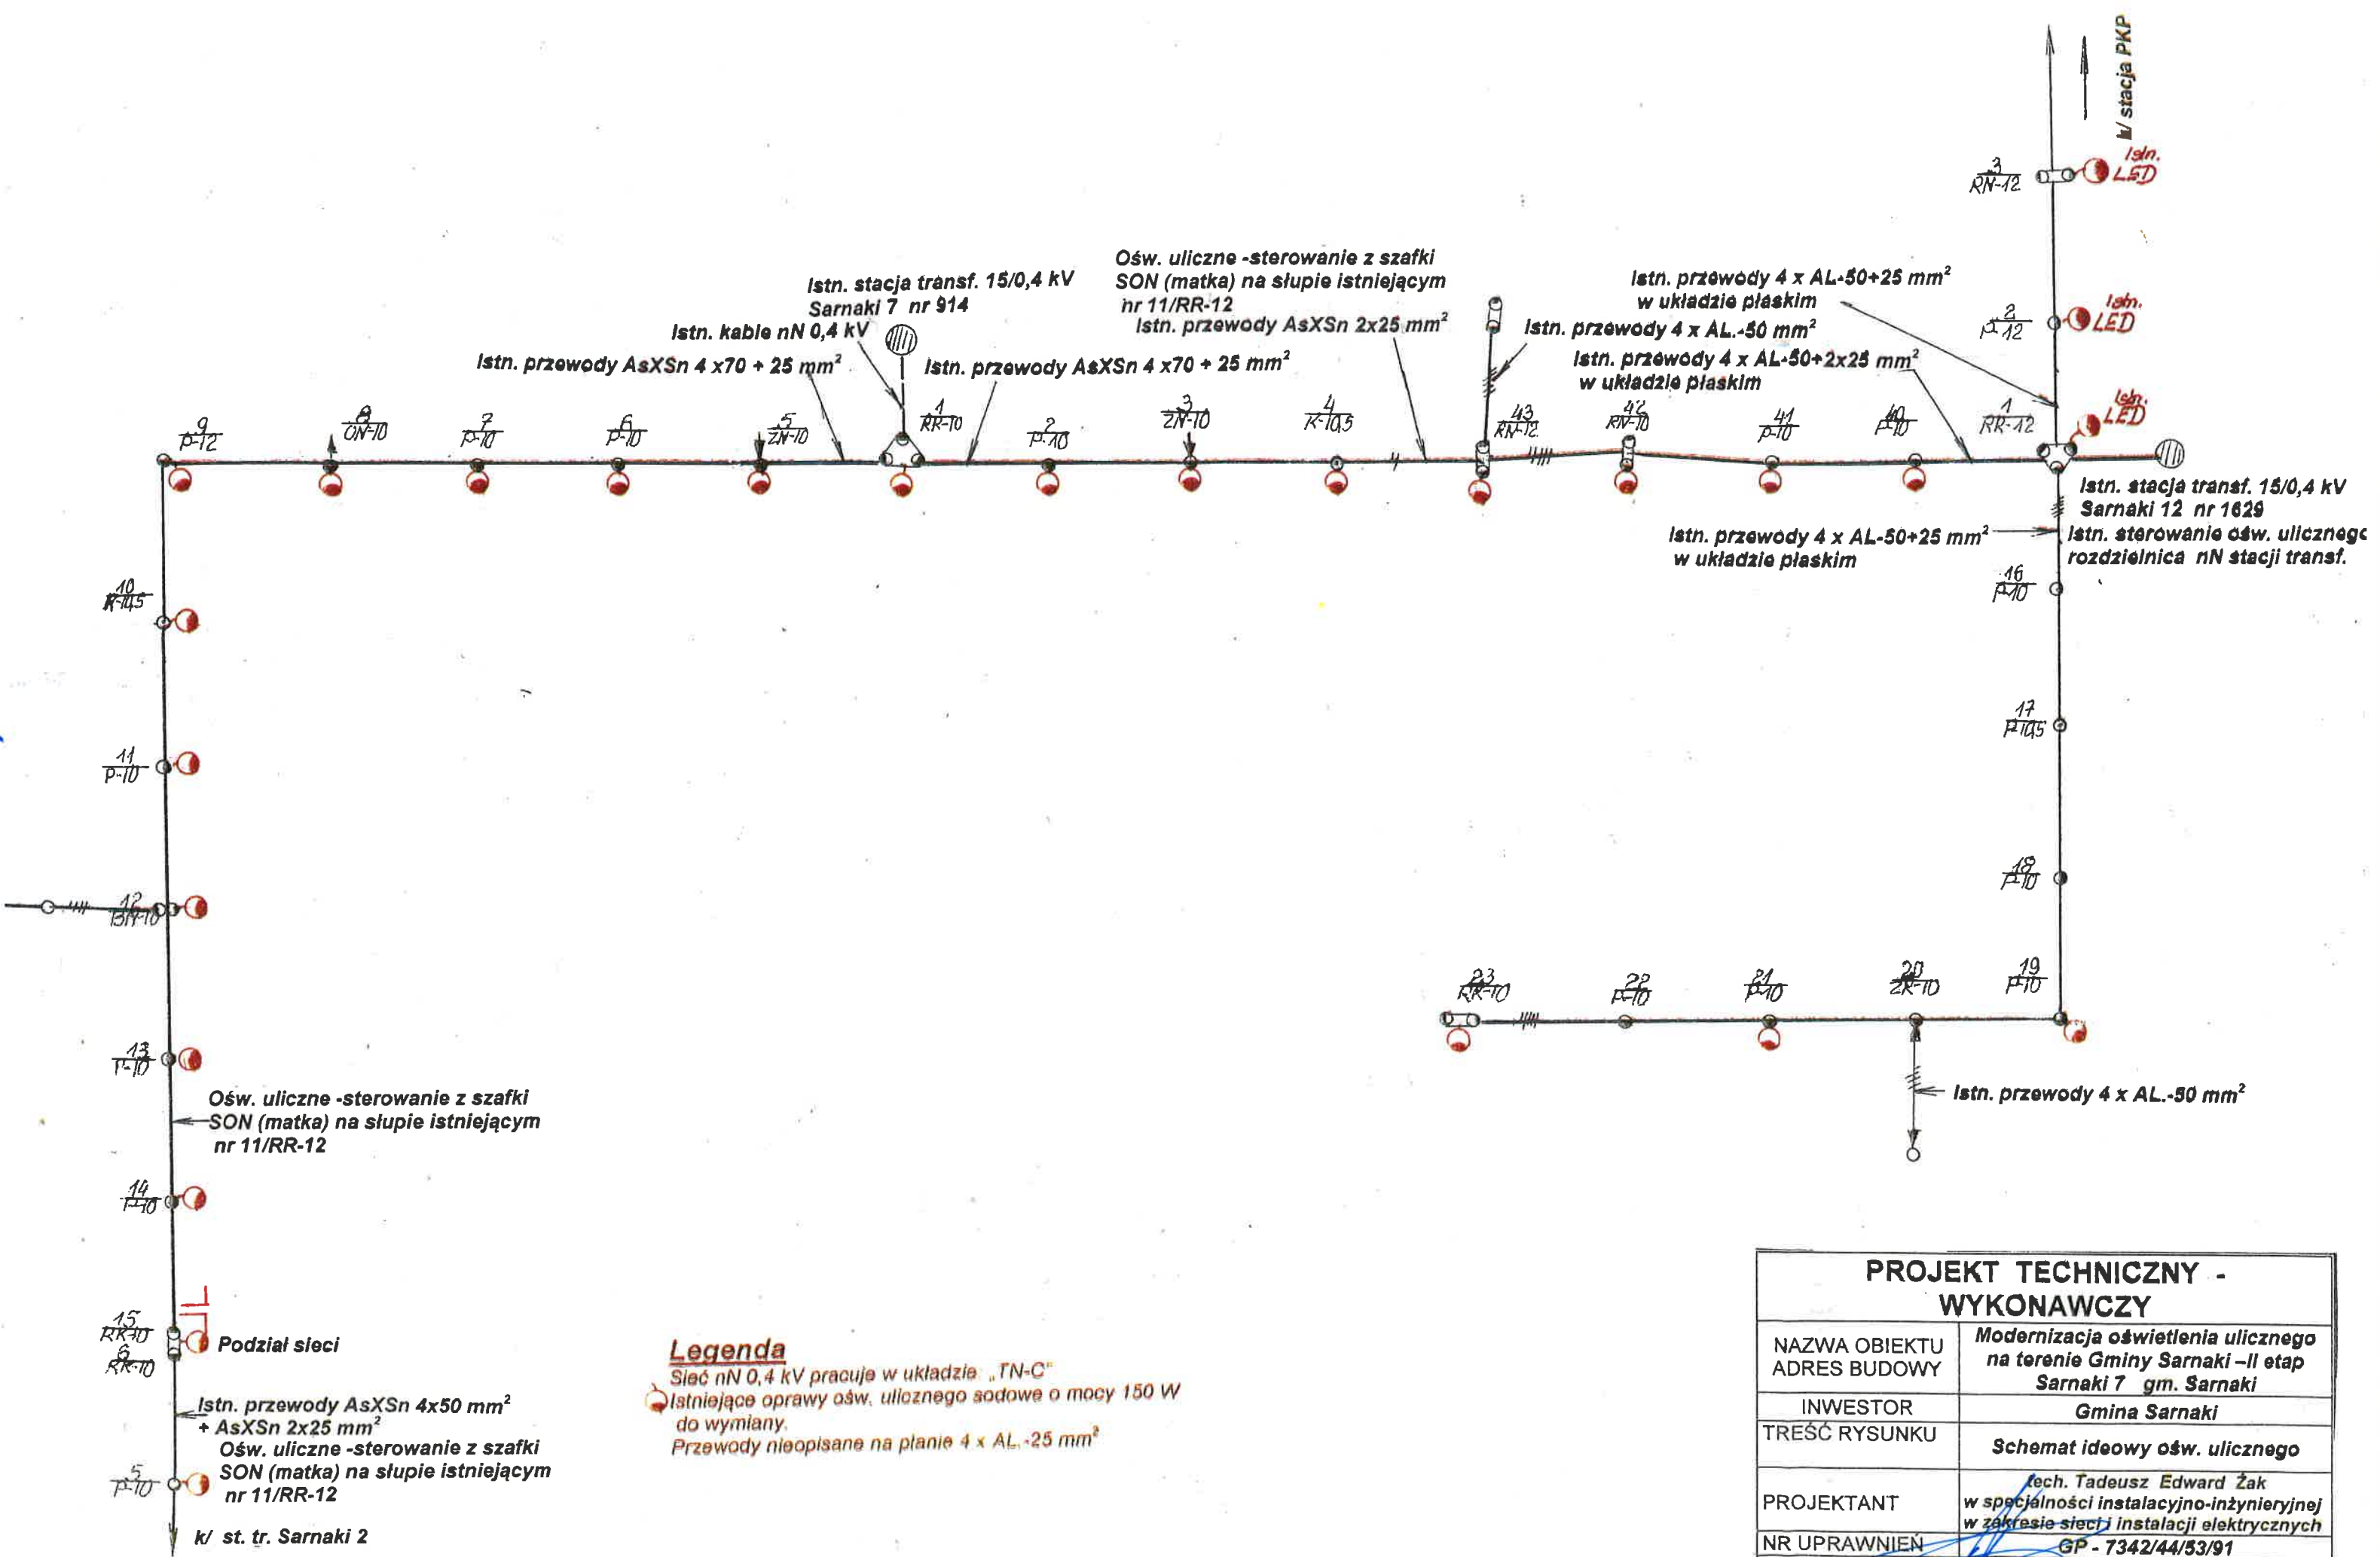 k/ stacja PKP
3
RN-12
Istn.
LED
2
P-12
Istn.
LED
Istn.
LED
1
RR-12
Istn. stacja transf. 15/0,4 kV
Sarnaki 7 nr 914
Istn. kable nN 0,4 kV
Istn. przewody AsXSn 4 x70 + 25 mm²
Istn. przewody AsXSn 4 x70 + 25 mm²
Ośw. uliczne -sterowanie z szafki
SON (matka) na słupie istniejącym
nr 11/RR-12
Istn. przewody AsXSn 2x25 mm²
Istn. przewody 4 x AL-50+25 mm²
w układzie płaskim
Istn. przewody 4 x AL.-50 mm²
Istn. przewody 4 x AL-50+2x25 mm²
w układzie płaskim
9
P-12
8
ON-10
7
P-10
6
P-10
5
ZN-10
1
RR-10
2
P-10
3
ZN-10
4
K-10,5
43
RN-12
42
RN-10
41
P-10
40
P-10
Istn. stacja transf. 15/0,4 kV
Sarnaki 12 nr 1629
Istn. sterowanie ośw. ulicznego
rozdzielnica nN stacji transf.
Istn. przewody 4 x AL-50+25 mm²
w układzie płaskim
16
P-10
17
P-10,5
18
P-10
19
P-10
20
ZR-10
21
P-10
22
P-10
23
RR-10
Istn. przewody 4 x AL.-50 mm²
10
K-10,5
11
P-10
12
13
P-10
Ośw. uliczne -sterowanie z szafki
SON (matka) na słupie istniejącym
nr 11/RR-12
14
P-10
15
RK-10
6
RK-10
Podział sieci
Istn. przewody AsXSn 4x50 mm²
+ AsXSn 2x25 mm²
Ośw. uliczne -sterowanie z szafki
SON (matka) na słupie istniejącym
nr 11/RR-12
5
P-10
k/ st. tr. Sarnaki 2
Legenda
Sieć nN 0,4 kV pracuje w układzie „TN-C"
Istniejące oprawy ośw. ulicznego sodowe o mocy 150 W
do wymiany.
Przewody nieopisane na planie 4 x AL.-25 mm²
PROJEKT TECHNICZNY -
WYKONAWCZY
NAZWA OBIEKTU
ADRES BUDOWY
Modernizacja oświetlenia ulicznego
na terenie Gminy Sarnaki –II etap
Sarnaki 7 gm. Sarnaki
INWESTOR
Gmina Sarnaki
TREŚĆ RYSUNKU
Schemat ideowy ośw. ulicznego
PROJEKTANT
tech. Tadeusz Edward Żak
w specjalności instalacyjno-inżynieryjnej
w zakresie sieci i instalacji elektrycznych
NR UPRAWNIEŃ
GP - 7342/44/53/91